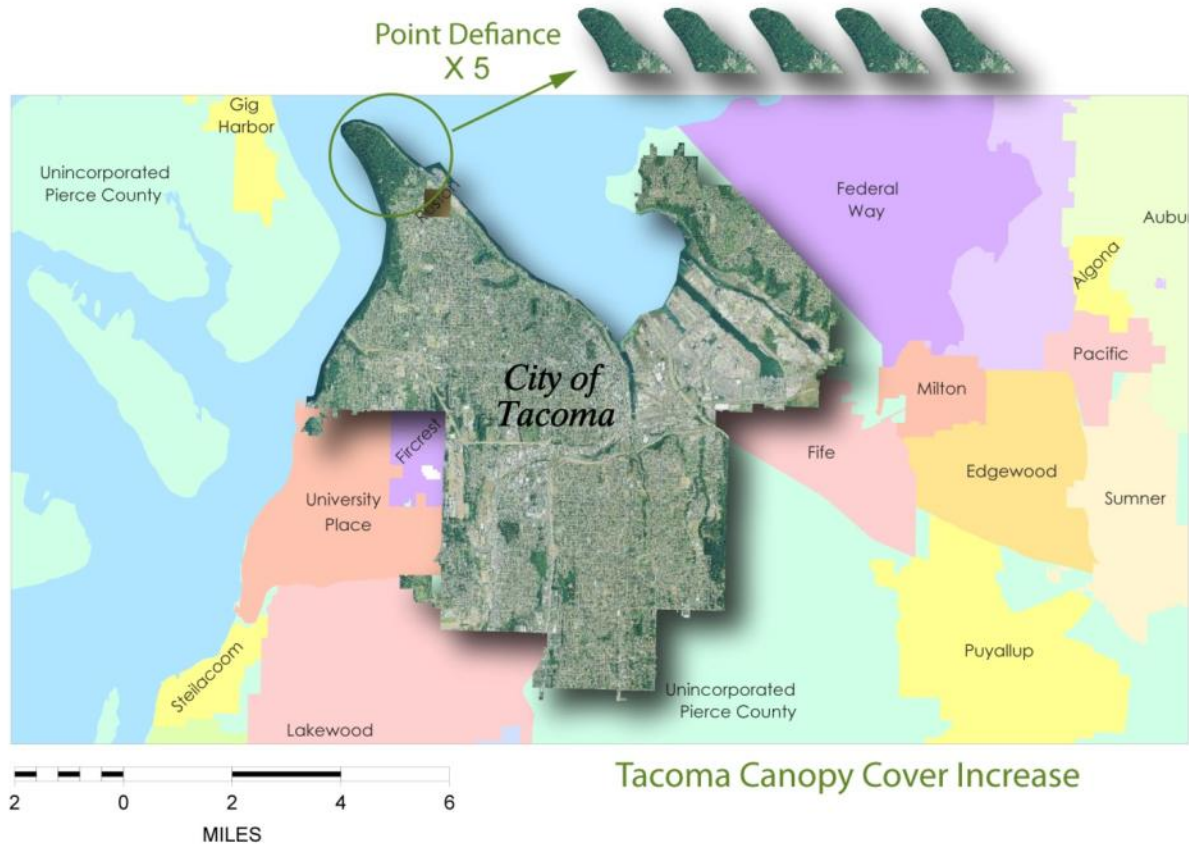 Point Defiance
X 5
Gig
Harbor
Unincorporated
Pierce County
Federal
Way
Algona
Pacific
City of
Tacoma
Milton
Fircrest
Fife
Edgewood
Sumner
University
Place
Steilacoom
Puyallup
Unincorporated
Pierce County
Lakewood
Tacoma Canopy Cover Increase
2 0 2 4 6
MILES